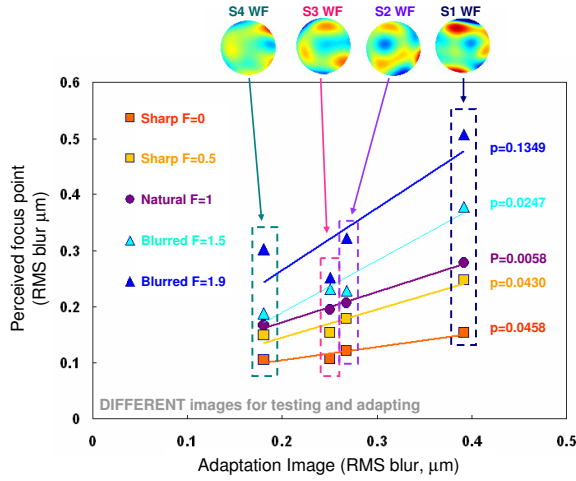 S4 WF
S3 WF
S2 WF
S1 WF
0.6
0.5
0.4
0.3
0.2
0.1
0
Perceived focus point
(RMS blur μm)
Sharp F=0
Sharp F=0.5
Natural F=1
Blurred F=1.5
Blurred F=1.9
p=0.1349
p=0.0247
P=0.0058
p=0.0430
p=0.0458
DIFFERENT images for testing and adapting
0 0.1 0.2 0.3 0.4 0.5
Adaptation Image (RMS blur, μm)